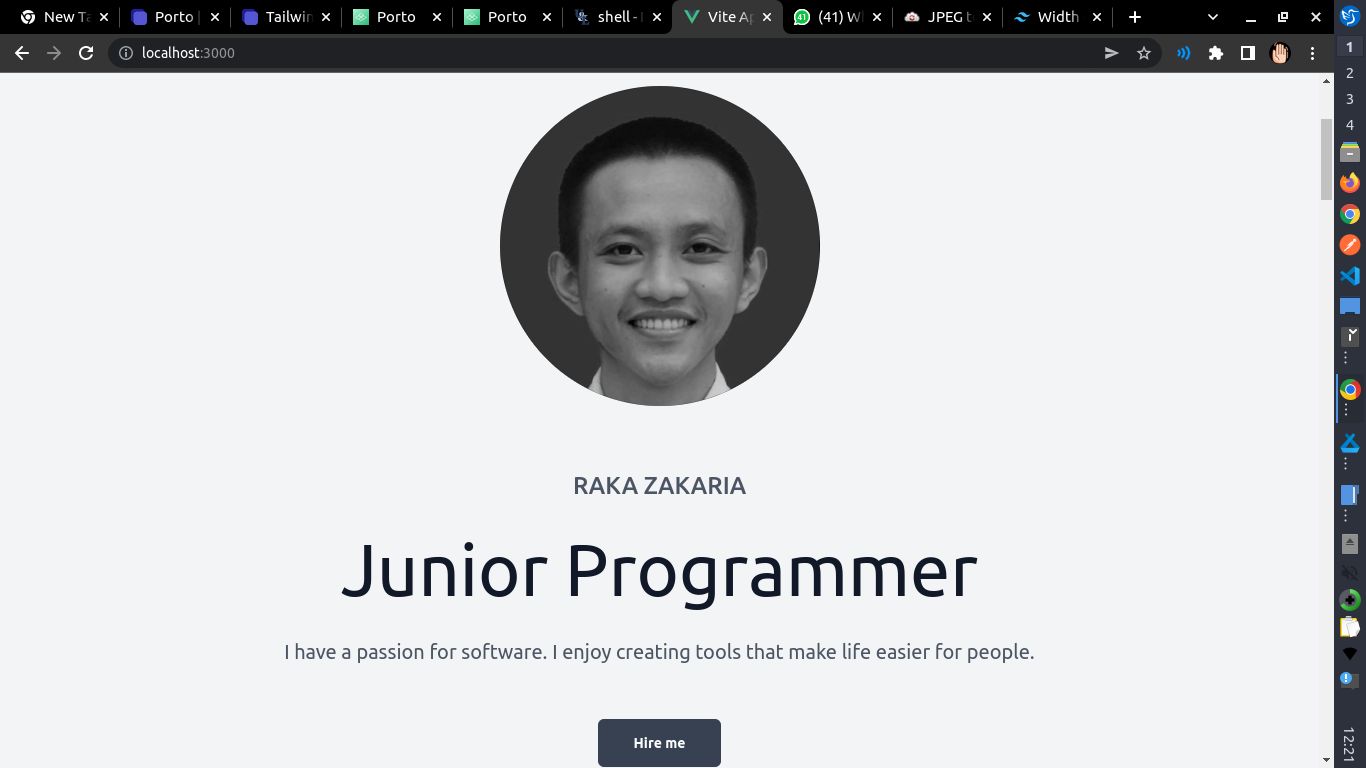 New Ta
Porto
Tailwin
Porto
Porto
shell -
Vite Ap
(41) W
JPEG t
Width
localhost:3000
1
2
3
4
RAKA ZAKARIA
Junior Programmer
I have a passion for software. I enjoy creating tools that make life easier for people.
Hire me
12:21